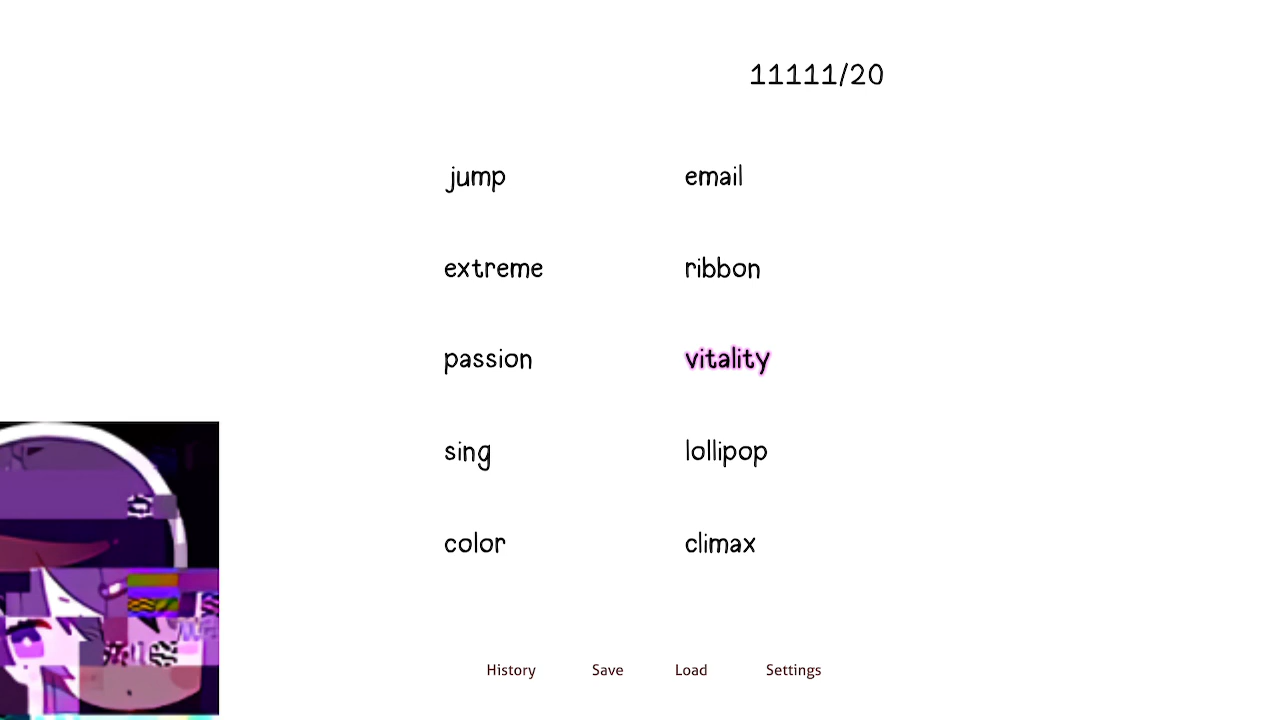 11111/20
jump email
extreme ribbon
passion vitality
sing lollipop
color climax
History Save Load Settings